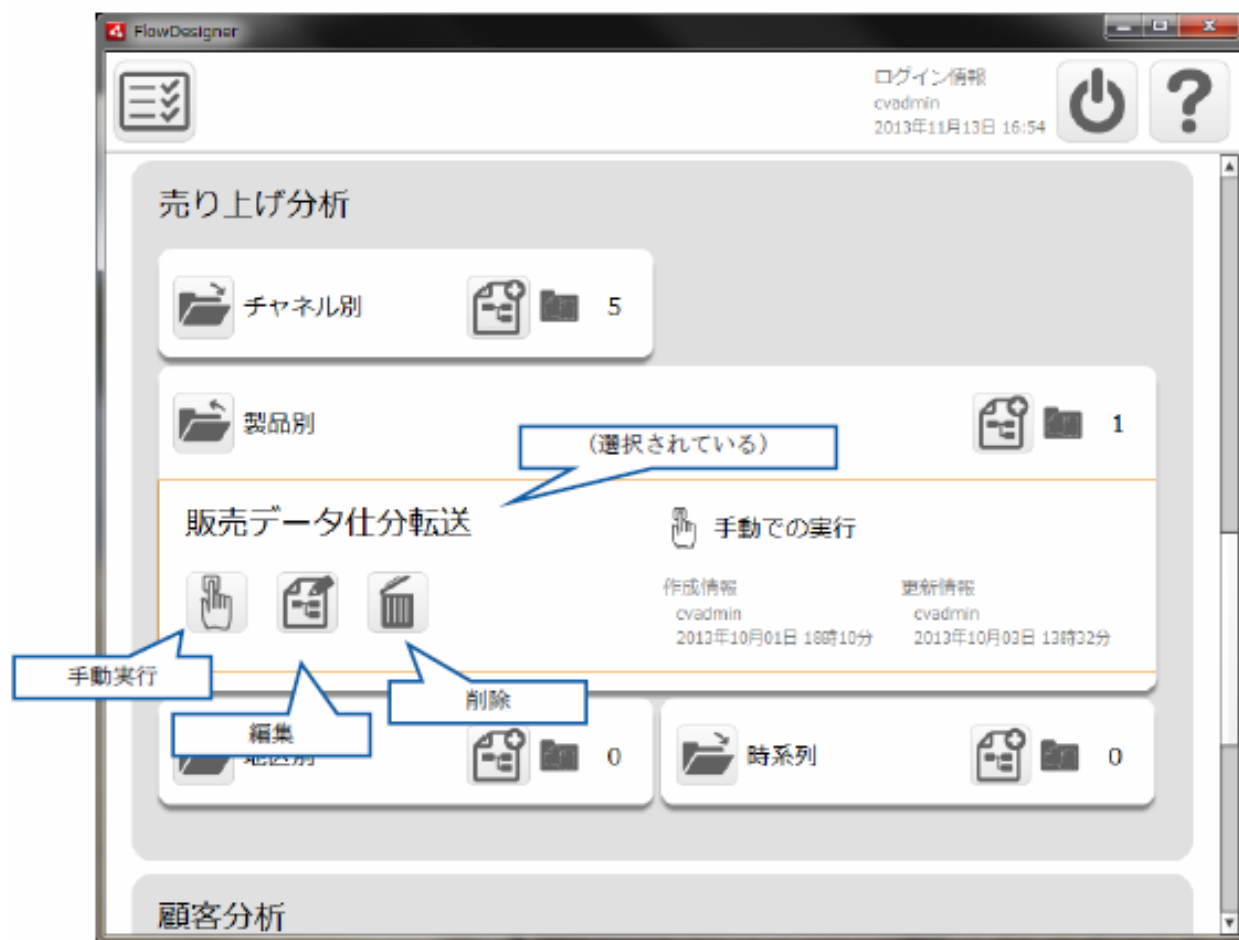 FlowDesigner
ログイン情報
cvadmin
2013年11月13日 16:54
売り上げ分析
チャネル別
5
製品別
1
（選択されている）
販売データ仕分転送
手動での実行
作成情報
cvadmin
2013年10月01日 18時10分
更新情報
cvadmin
2013年10月03日 13時32分
手動実行
編集
削除
0
時系列
0
顧客分析